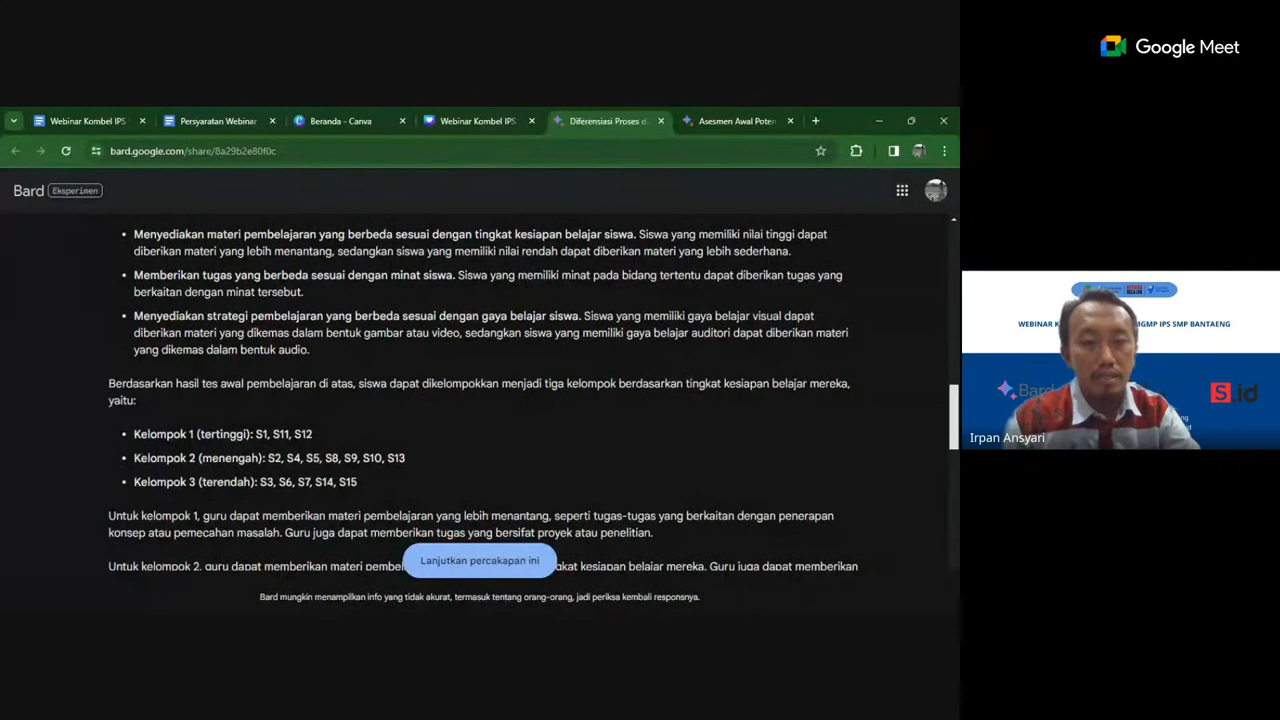 Google Meet
Webinar Kombel IPS
Persyaratan Webinar
Beranda - Canva
Webinar Kombel IPS
Diferensiasi Proses d
Asesmen Awal Poten
bard.google.com/share/8a29b2e80f0c
Bard Eksperimen
• Menyediakan materi pembelajaran yang berbeda sesuai dengan tingkat kesiapan belajar siswa. Siswa yang memiliki nilai tinggi dapat
diberikan materi yang lebih menantang, sedangkan siswa yang memiliki nilai rendah dapat diberikan materi yang lebih sederhana.
• Memberikan tugas yang berbeda sesuai dengan minat siswa. Siswa yang memiliki minat pada bidang tertentu dapat diberikan tugas yang
berkaitan dengan minat tersebut.
• Menyediakan strategi pembelajaran yang berbeda sesuai dengan gaya belajar siswa. Siswa yang memiliki gaya belajar visual dapat
diberikan materi yang dikemas dalam bentuk gambar atau video, sedangkan siswa yang memiliki gaya belajar auditori dapat diberikan materi
yang dikemas dalam bentuk audio.
Berdasarkan hasil tes awal pembelajaran di atas, siswa dapat dikelompokkan menjadi tiga kelompok berdasarkan tingkat kesiapan belajar mereka,
yaitu:
• Kelompok 1 (tertinggi): S1, S11, S12
• Kelompok 2 (menengah): S2, S4, S5, S8, S9, S10, S13
• Kelompok 3 (terendah): S3, S6, S7, S14, S15
Untuk kelompok 1, guru dapat memberikan materi pembelajaran yang lebih menantang, seperti tugas-tugas yang berkaitan dengan penerapan
konsep atau pemecahan masalah. Guru juga dapat memberikan tugas yang bersifat proyek atau penelitian.
Untuk kelompok 2, guru dapat memberikan materi pembel
kat kesiapan belajar mereka. Guru juga dapat memberikan
Lanjutkan percakapan ini
Bard mungkin menampilkan info yang tidak akurat, termasuk tentang orang-orang, jadi periksa kembali responsnya.
WEBINAR K
MGMP IPS SMP BANTAENG
Bard
S.id
Irpan Ansyari